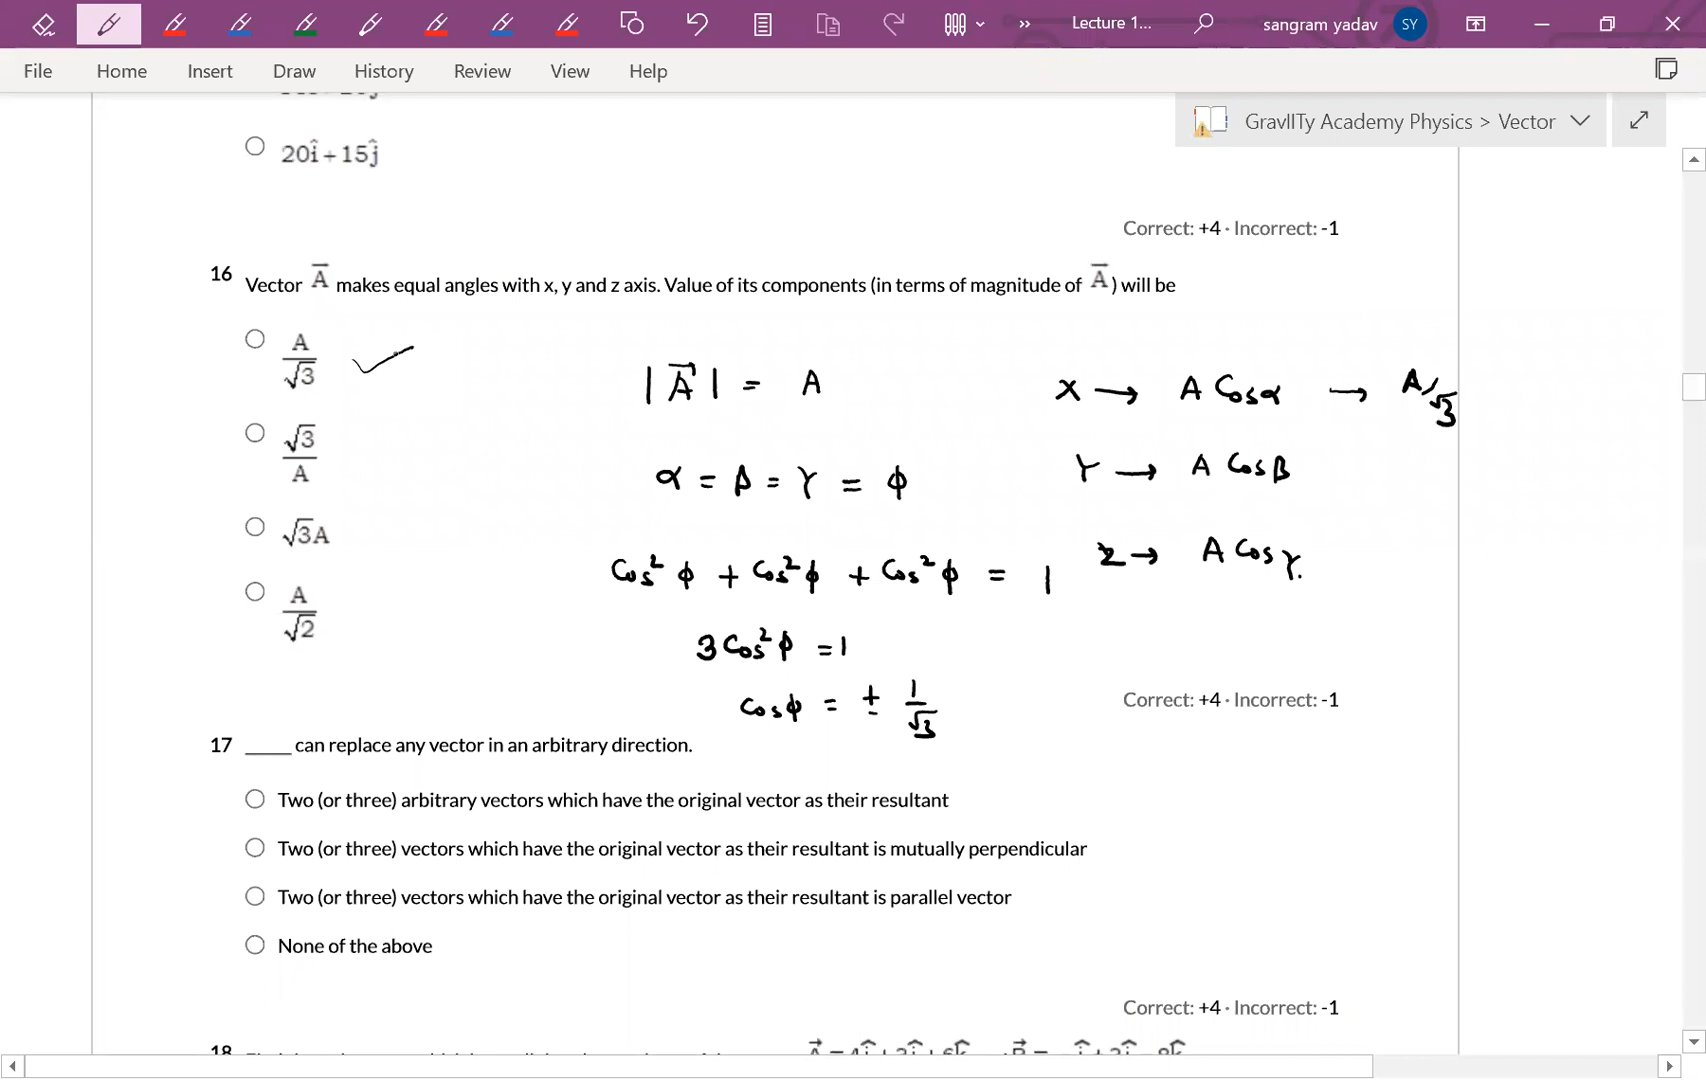 Lecture 1...
sangram yadav
SY
File Home Insert Draw History Review View Help
GravIITy Academy Physics > Vector
20î + 15ĵ
Correct: +4 · Incorrect: -1
16 Vector A⃗ makes equal angles with x, y and z axis. Value of its components (in terms of magnitude of A⃗ ) will be
A/√3
√3/A
√3A
A/√2
|A⃗| = A
α = β = γ = ϕ
Cos²ϕ + Cos²ϕ + Cos²ϕ = 1
3 Cos²ϕ = 1
cosϕ = ± 1/√3
X → A Cosα → A/√3
Y → A Cosβ
Z → A Cosγ.
Correct: +4 · Incorrect: -1
17 _____ can replace any vector in an arbitrary direction.
Two (or three) arbitrary vectors which have the original vector as their resultant
Two (or three) vectors which have the original vector as their resultant is mutually perpendicular
Two (or three) vectors which have the original vector as their resultant is parallel vector
None of the above
Correct: +4 · Incorrect: -1
18